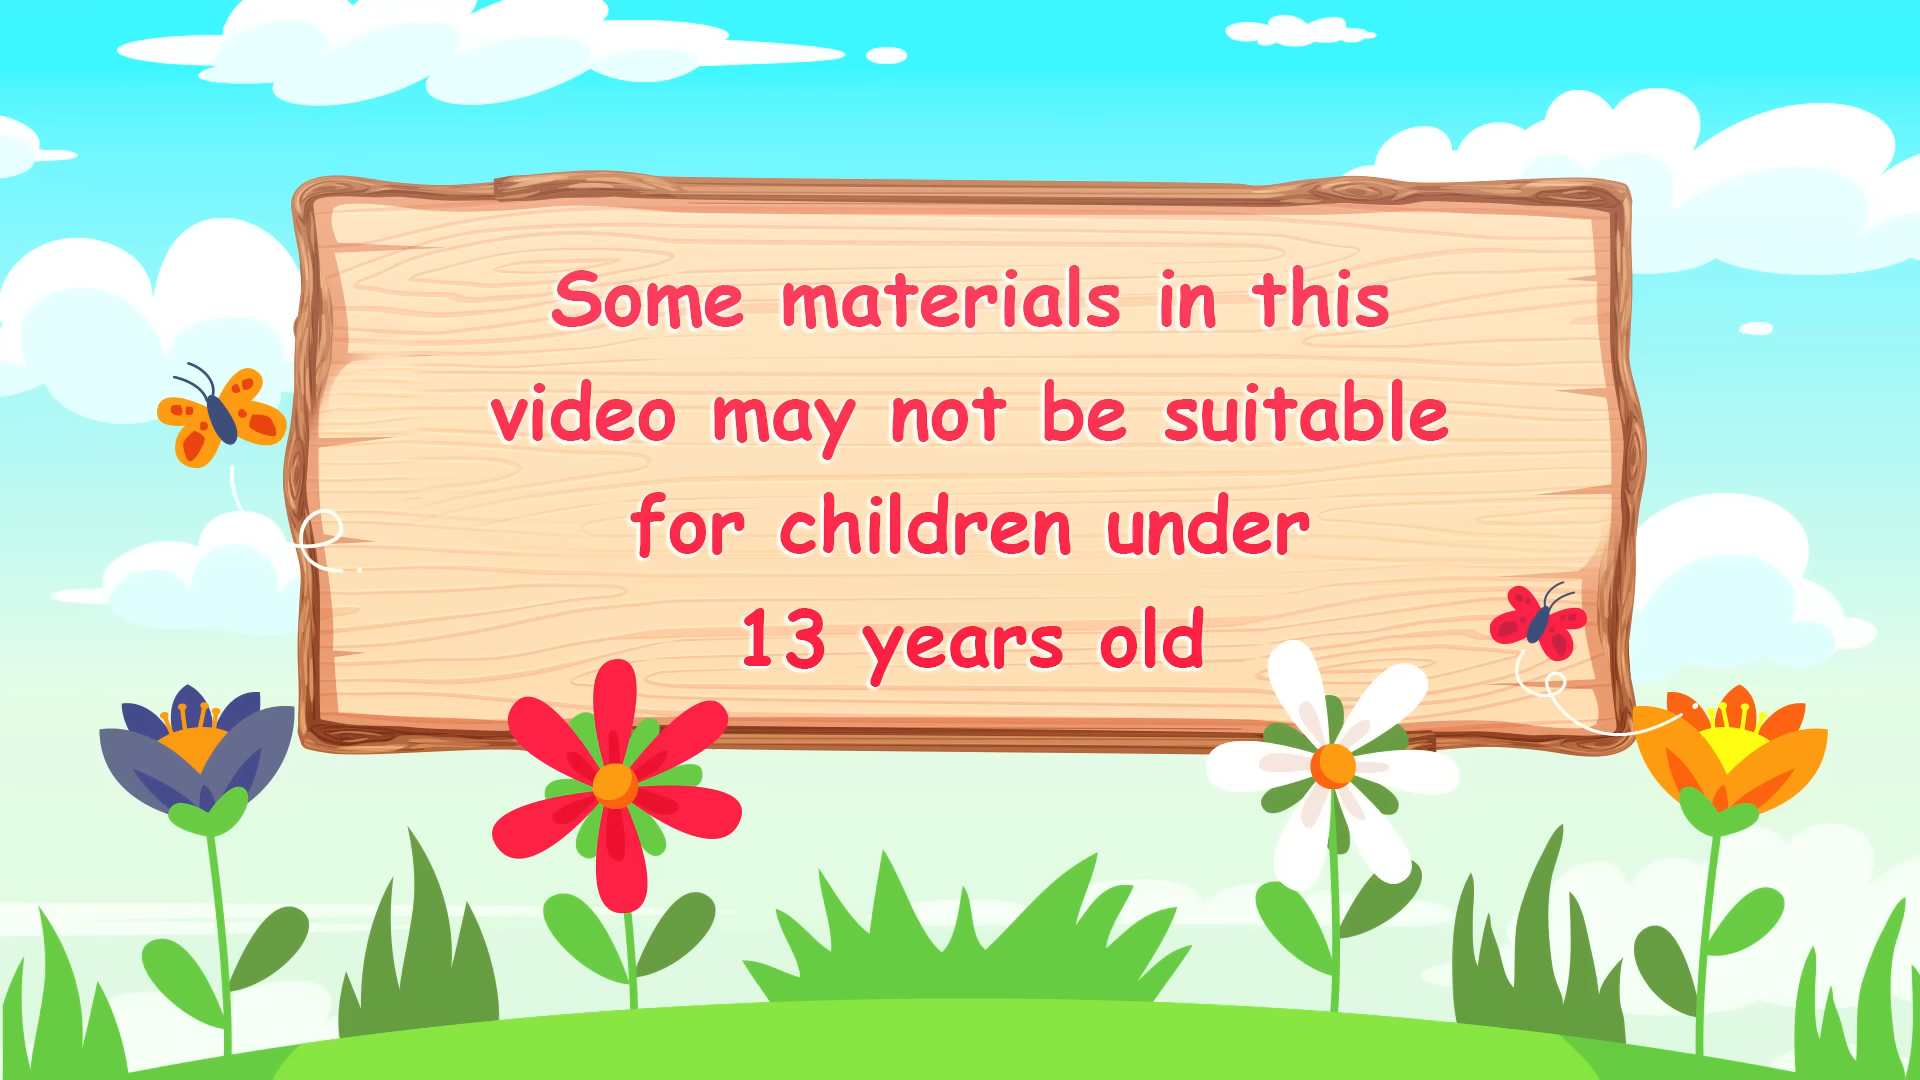 Some materials in this
video may not be suitable
for children under
13 years old